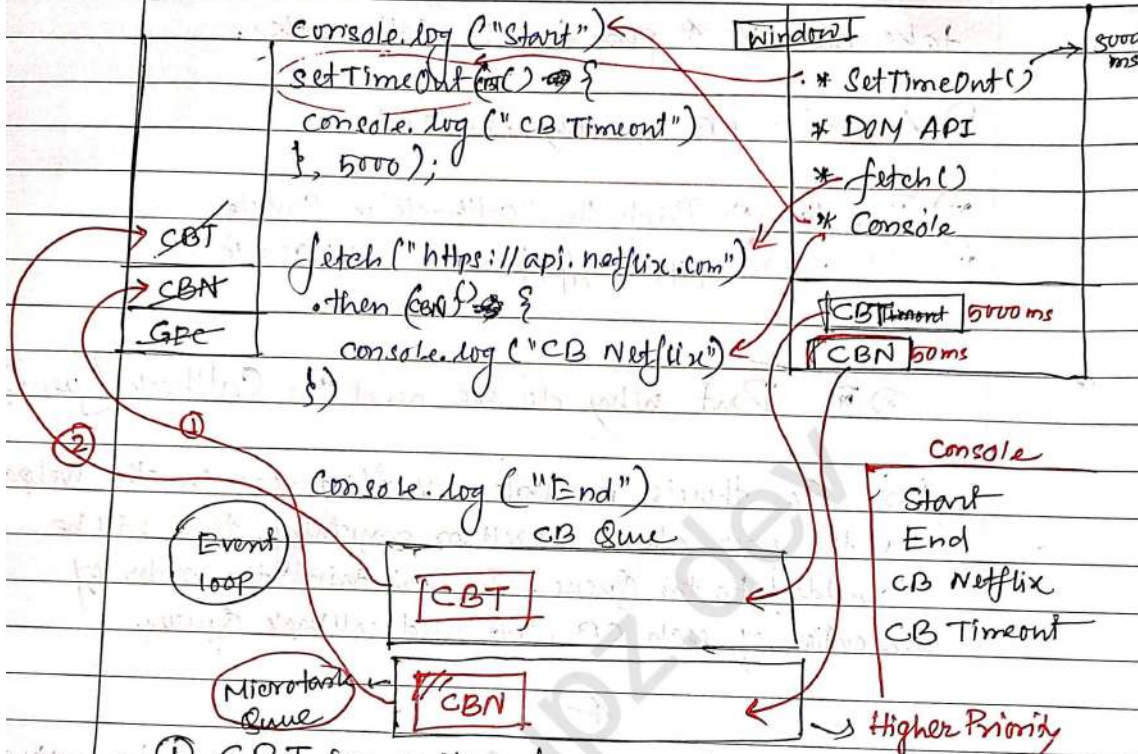 console.log ("Start")
setTimeOut (CBT() {
console.log ("CB Timeout")
}, 5000);
fetch ("https://api.netflix.com")
.then (CBN() {
console.log ("CB Netflix")
})
Console.log ("End")
Window
5000
ms
* SetTimeOut()
* DOM API
* fetch()
* Console
CBTimeout 5000 ms
CBN 50ms
CBT
CBN
GEC
①
②
Event
loop
CB Queue
CBT
Microtask
Queue
CBN
Higher Priority
Console
Start
End
CB Netflix
CB Timeout